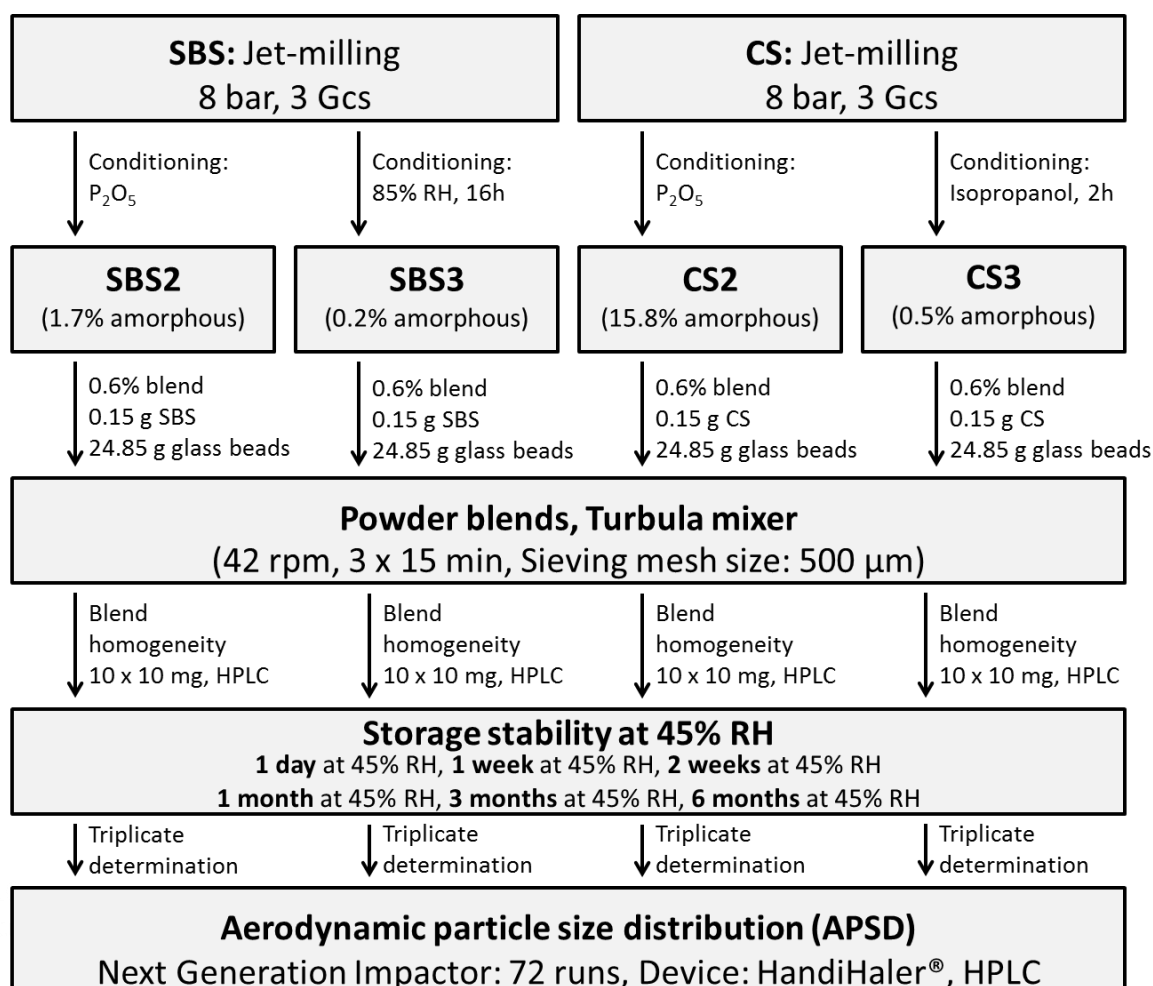 SBS: Jet-milling
8 bar, 3 Gcs
CS: Jet-milling
8 bar, 3 Gcs
Conditioning:
P₂O₅
Conditioning:
85% RH, 16h
Conditioning:
P₂O₅
Conditioning:
Isopropanol, 2h
SBS2
(1.7% amorphous)
SBS3
(0.2% amorphous)
CS2
(15.8% amorphous)
CS3
(0.5% amorphous)
0.6% blend
0.15 g SBS
24.85 g glass beads
0.6% blend
0.15 g SBS
24.85 g glass beads
0.6% blend
0.15 g CS
24.85 g glass beads
0.6% blend
0.15 g CS
24.85 g glass beads
Powder blends, Turbula mixer
(42 rpm, 3 x 15 min, Sieving mesh size: 500 µm)
Blend
homogeneity
10 x 10 mg, HPLC
Blend
homogeneity
10 x 10 mg, HPLC
Blend
homogeneity
10 x 10 mg, HPLC
Blend
homogeneity
10 x 10 mg, HPLC
Storage stability at 45% RH
1 day at 45% RH, 1 week at 45% RH, 2 weeks at 45% RH
1 month at 45% RH, 3 months at 45% RH, 6 months at 45% RH
Triplicate
determination
Triplicate
determination
Triplicate
determination
Triplicate
determination
Aerodynamic particle size distribution (APSD)
Next Generation Impactor: 72 runs, Device: HandiHaler®, HPLC